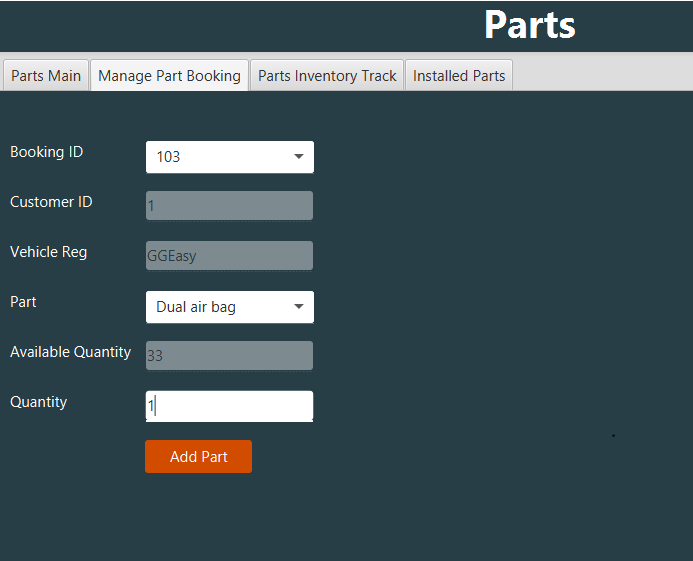 Parts
Parts Main Manage Part Booking Parts Inventory Track Installed Parts
Booking ID 103
Customer ID 1
Vehicle Reg GGEasy
Part Dual air bag
Available Quantity 33
Quantity 1
Add Part